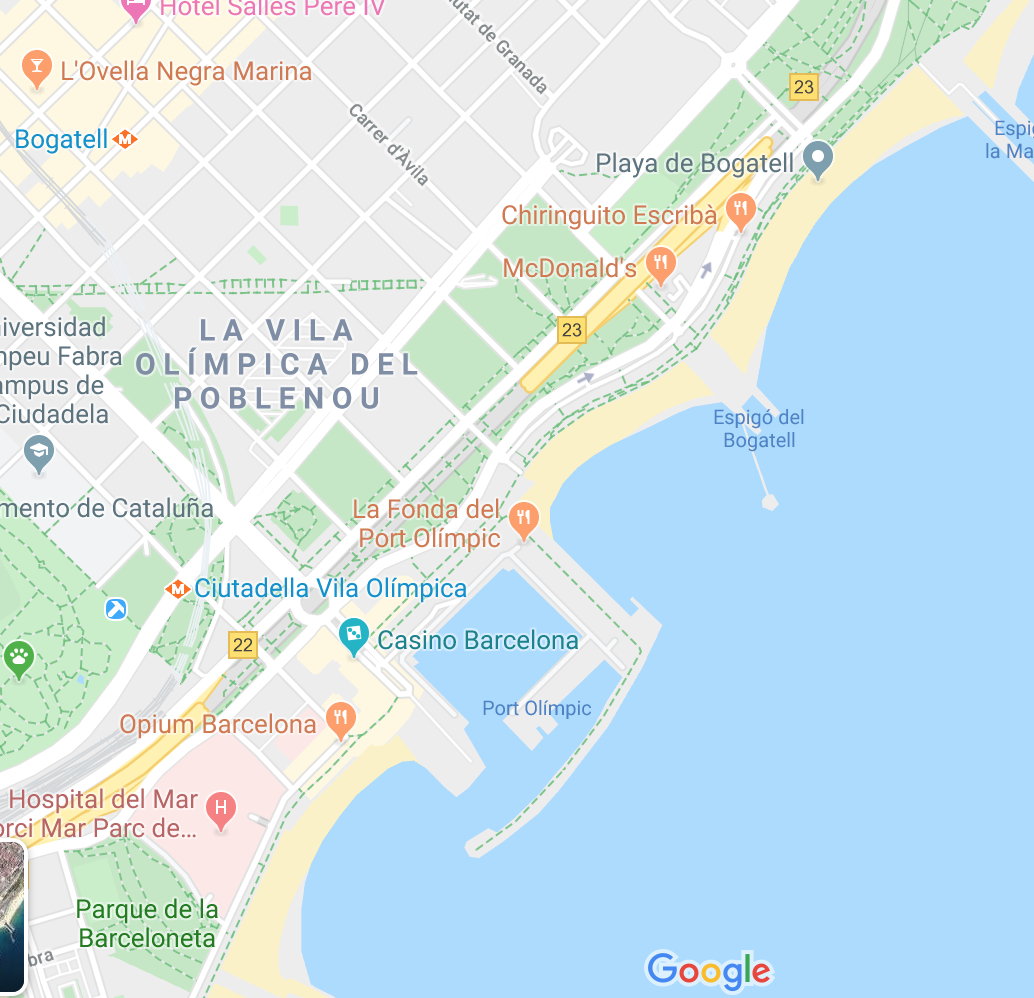 Hotel Salles Pere IV
utat de Granada
L'Ovella Negra Marina
23
Carrer d'Àvila
Espi
la Ma
Bogatell
M
Playa de Bogatell
Chiringuito Escribà
McDonald's
LA VILA
OLÍMPICA DEL
POBLENOU
23
iversidad
mpeu Fabra
ampus de
Ciudadela
Espigó del
Bogatell
mento de Cataluña
La Fonda del
Port Olímpic
M
Ciutadella Vila Olímpica
22
Casino Barcelona
Port Olímpic
Opium Barcelona
Hospital del Mar
H
orci Mar Parc de...
Parque de la
Barceloneta
bra
Google